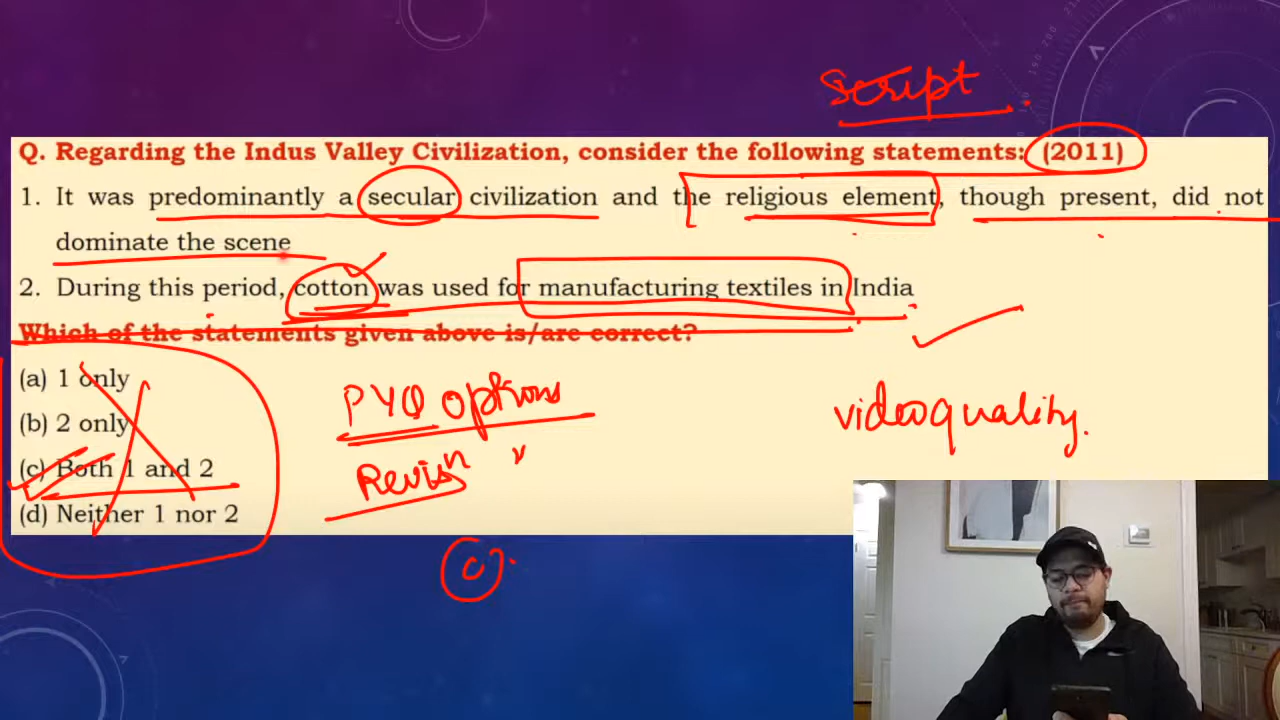 Script.
Q. Regarding the Indus Valley Civilization, consider the following statements: (2011)
1. It was predominantly a secular civilization and the religious element, though present, did not
dominate the scene
2. During this period, cotton was used for manufacturing textiles in India
Which of the statements given above is/are correct?
(a) 1 only
(b) 2 only
(c) Both 1 and 2
(d) Neither 1 nor 2
PYQ options
Revisn
video quality.